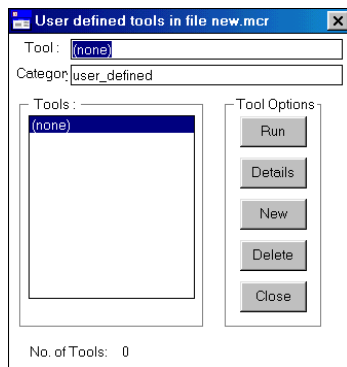 User defined tools in file new.mcr
Tool : (none)
Categor user_defined
Tools :
(none)
Tool Options
Run
Details
New
Delete
Close
No. of Tools: 0